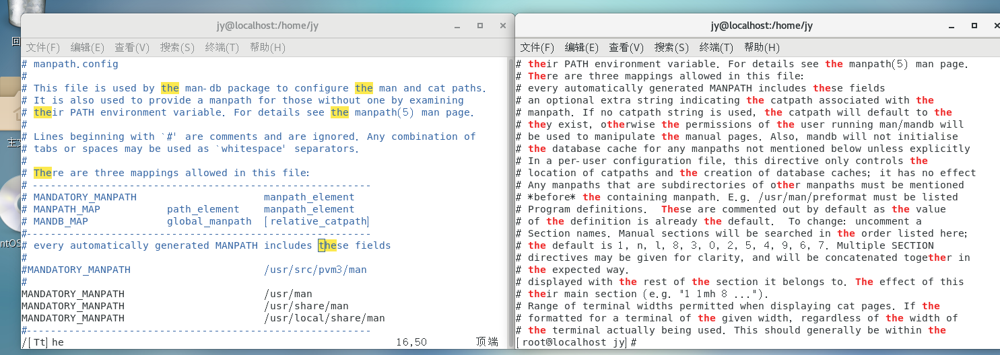 jy@localhost:/home/jy
文件(F) 编辑(E) 查看(V) 搜索(S) 终端(T) 帮助(H)
# manpath.config
#
# This file is used by the man-db package to configure the man and cat paths.
# It is also used to provide a manpath for those without one by examining
# their PATH environment variable. For details see the manpath(5) man page.
#
# Lines beginning with `#' are comments and are ignored. Any combination of
# tabs or spaces may be used as `whitespace' separators.
#
# There are three mappings allowed in this file:
# --------------------------------------------------------
# MANDATORY_MANPATH                     manpath_element
# MANPATH_MAP           path_element    manpath_element
# MANDB_MAP             global_manpath  [relative_catpath]
#---------------------------------------------------------
# every automatically generated MANPATH includes these fields
#
#MANDATORY_MANPATH                      /usr/src/pvm3/man
#
MANDATORY_MANPATH                       /usr/man
MANDATORY_MANPATH                       /usr/share/man
MANDATORY_MANPATH                       /usr/local/share/man
#---------------------------------------------------------
/[Tt]he                                 16,50        顶端
jy@localhost:/home/jy
文件(F) 编辑(E) 查看(V) 搜索(S) 终端(T) 帮助(H)
# their PATH environment variable. For details see the manpath(5) man page.
# There are three mappings allowed in this file:
# every automatically generated MANPATH includes these fields
# an optional extra string indicating the catpath associated with the
# manpath. If no catpath string is used, the catpath will default to the
# they exist, otherwise the permissions of the user running man/mandb will
# be used to manipulate the manual pages. Also, mandb will not initialise
# the database cache for any manpaths not mentioned below unless explicitly
# In a per-user configuration file, this directive only controls the
# location of catpaths and the creation of database caches; it has no effect
# Any manpaths that are subdirectories of other manpaths must be mentioned
# *before* the containing manpath. E.g. /usr/man/preformat must be listed
# Program definitions.  These are commented out by default as the value
# of the definition is already the default.  To change: uncomment a
# Section names. Manual sections will be searched in the order listed here;
# the default is 1, n, l, 8, 3, 0, 2, 5, 4, 9, 6, 7. Multiple SECTION
# directives may be given for clarity, and will be concatenated together in
# the expected way.
# displayed with the rest of the section it belongs to. The effect of this
# their main section (e.g. "1 1mh 8 ...").
# Range of terminal widths permitted when displaying cat pages. If the
# formatted for a terminal of the given width, regardless of the width of
# the terminal actually being used. This should generally be within the
[root@localhost jy]#